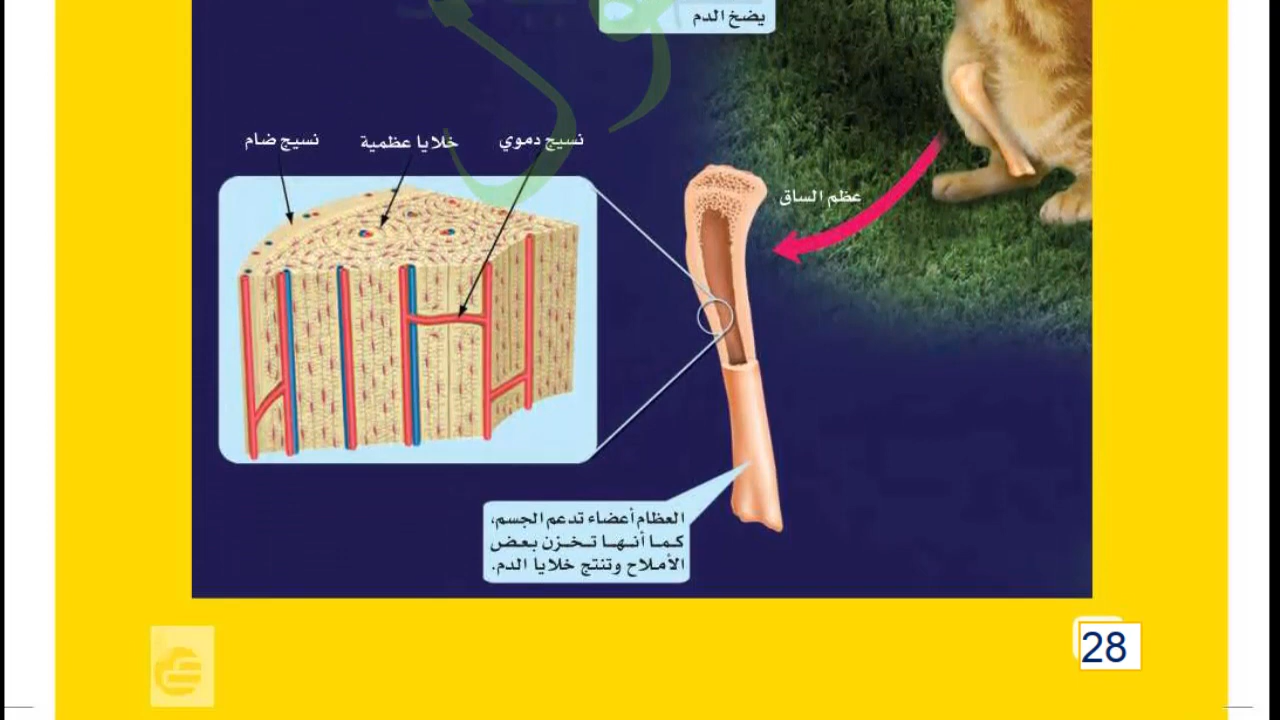 يضخ الدم
نسيج دموي
خلايا عظمية
نسيج ضام
عظم الساق
العظام أعضاء تدعم الجسم،
كما أنها تخزن بعض
الأملاح وتنتج خلايا الدم.
28